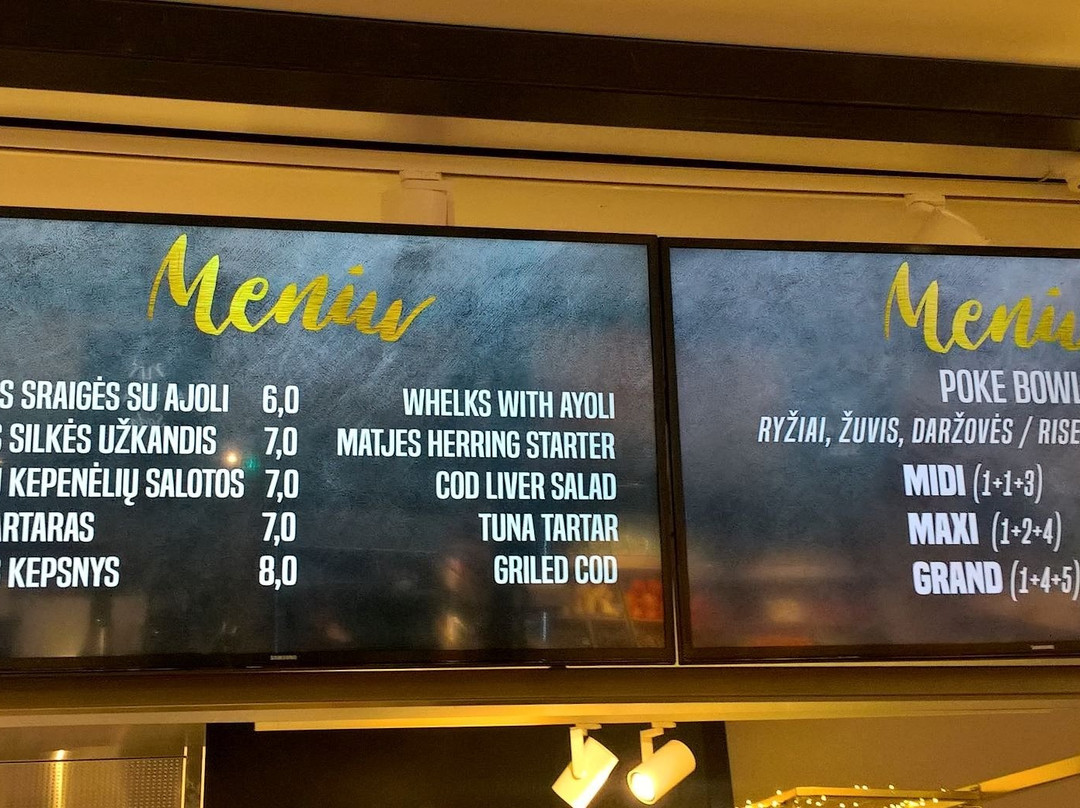 Meniu
S SRAIGĖS SU AJOLI 6,0 WHELKS WITH AYOLI
S SILKĖS UŽKANDIS 7,0 MATJES HERRING STARTER
KEPENĖLIŲ SALOTOS 7,0 COD LIVER SALAD
ARTARAS 7,0 TUNA TARTAR
KEPSNYS 8,0 GRILED COD
Meniu
POKE BOWL
RYŽIAI, ŽUVIS, DARŽOVĖS / RISE
MIDI (1+1+3)
MAXI (1+2+4)
GRAND (1+4+5)